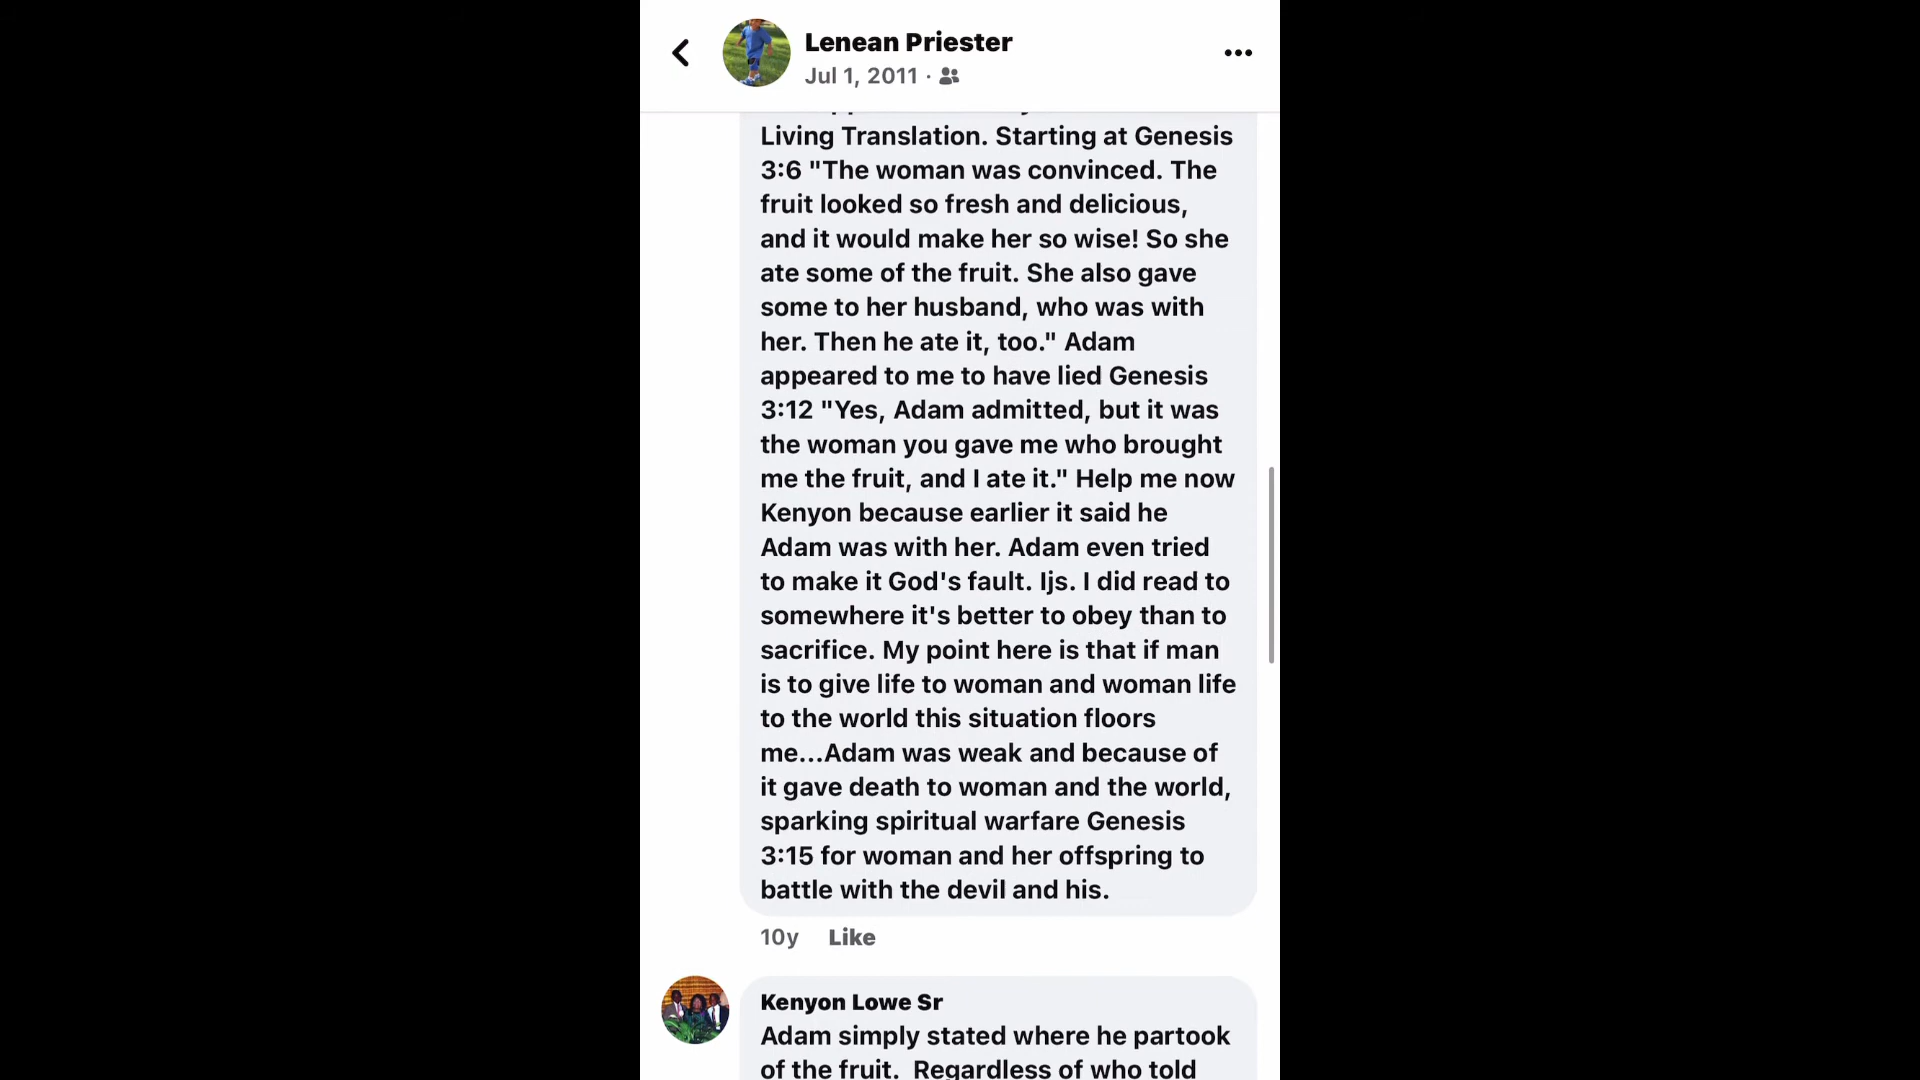 Lenean Priester
Jul 1, 2011 ·
Living Translation. Starting at Genesis
3:6 "The woman was convinced. The
fruit looked so fresh and delicious,
and it would make her so wise! So she
ate some of the fruit. She also gave
some to her husband, who was with
her. Then he ate it, too." Adam
appeared to me to have lied Genesis
3:12 "Yes, Adam admitted, but it was
the woman you gave me who brought
me the fruit, and I ate it." Help me now
Kenyon because earlier it said he
Adam was with her. Adam even tried
to make it God's fault. Ijs. I did read to
somewhere it's better to obey than to
sacrifice. My point here is that if man
is to give life to woman and woman life
to the world this situation floors
me...Adam was weak and because of
it gave death to woman and the world,
sparking spiritual warfare Genesis
3:15 for woman and her offspring to
battle with the devil and his.
10y Like
Kenyon Lowe Sr
Adam simply stated where he partook
of the fruit. Regardless of who told